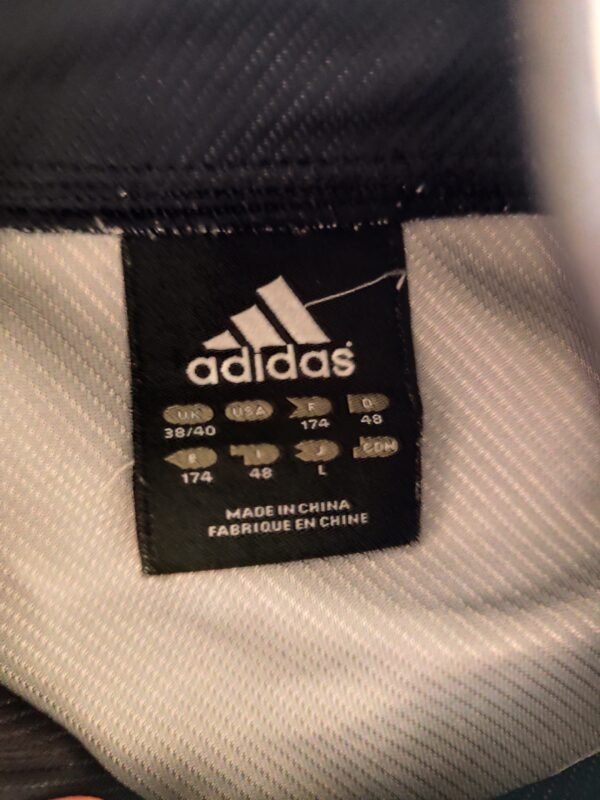 adidas
UK USA F D
38/40 174 48
E I J CDN
174 48 L
MADE IN CHINA
FABRIQUE EN CHINE